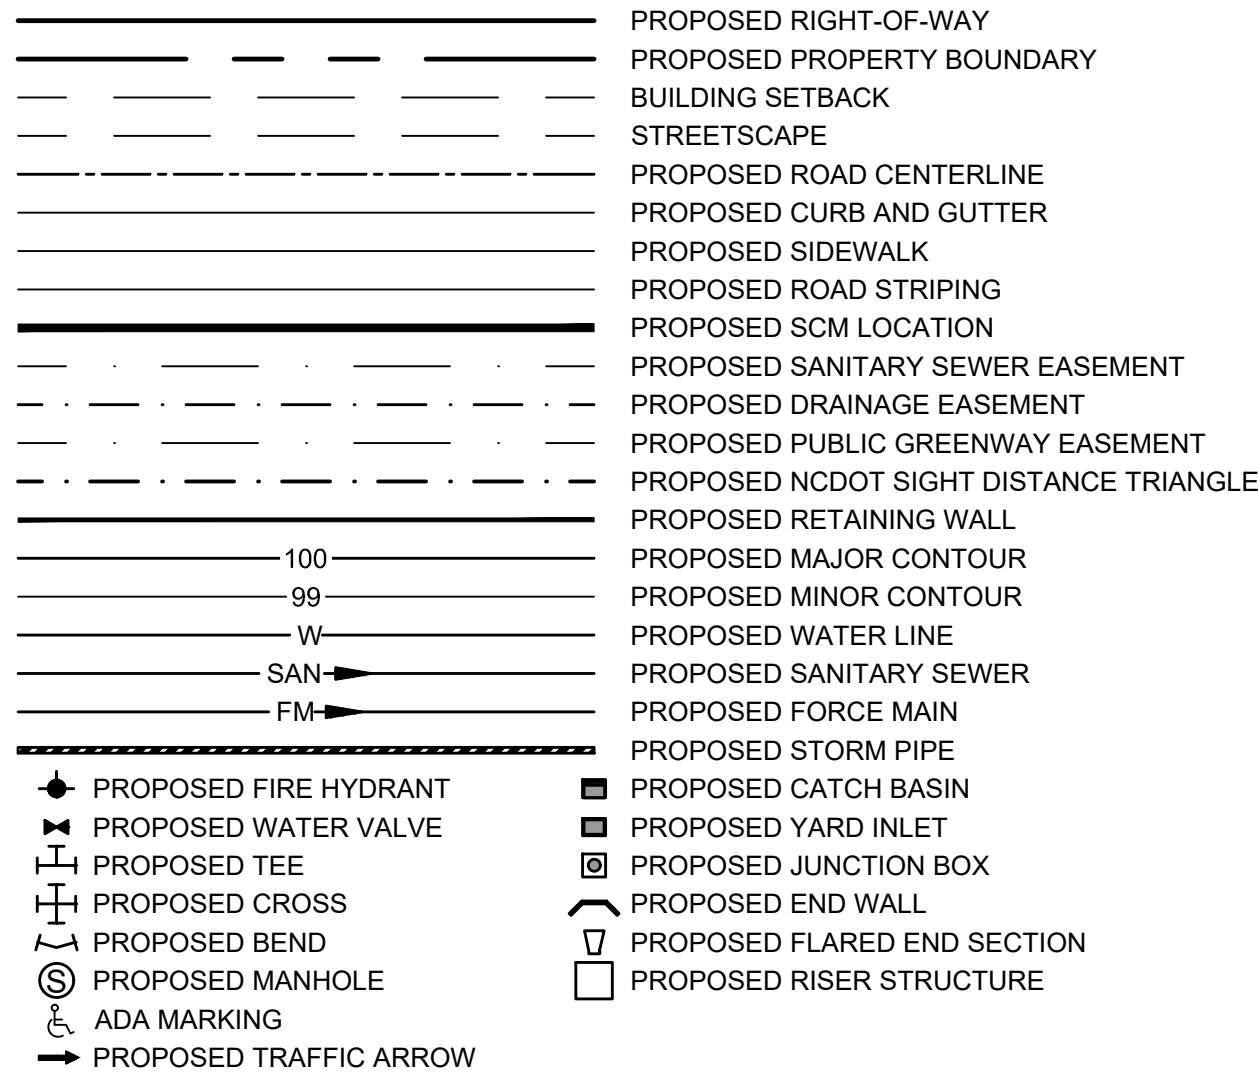 PROPOSED RIGHT-OF-WAY
PROPOSED PROPERTY BOUNDARY
BUILDING SETBACK
STREETSCAPE
PROPOSED ROAD CENTERLINE
PROPOSED CURB AND GUTTER
PROPOSED SIDEWALK
PROPOSED ROAD STRIPING
PROPOSED SCM LOCATION
PROPOSED SANITARY SEWER EASEMENT
PROPOSED DRAINAGE EASEMENT
PROPOSED PUBLIC GREENWAY EASEMENT
PROPOSED NCDOT SIGHT DISTANCE TRIANGLE
PROPOSED RETAINING WALL
100 PROPOSED MAJOR CONTOUR
99 PROPOSED MINOR CONTOUR
W PROPOSED WATER LINE
SAN PROPOSED SANITARY SEWER
FM PROPOSED FORCE MAIN
PROPOSED STORM PIPE
PROPOSED FIRE HYDRANT PROPOSED CATCH BASIN
PROPOSED WATER VALVE PROPOSED YARD INLET
PROPOSED TEE PROPOSED JUNCTION BOX
PROPOSED CROSS PROPOSED END WALL
PROPOSED BEND PROPOSED FLARED END SECTION
S PROPOSED MANHOLE PROPOSED RISER STRUCTURE
ADA MARKING
PROPOSED TRAFFIC ARROW